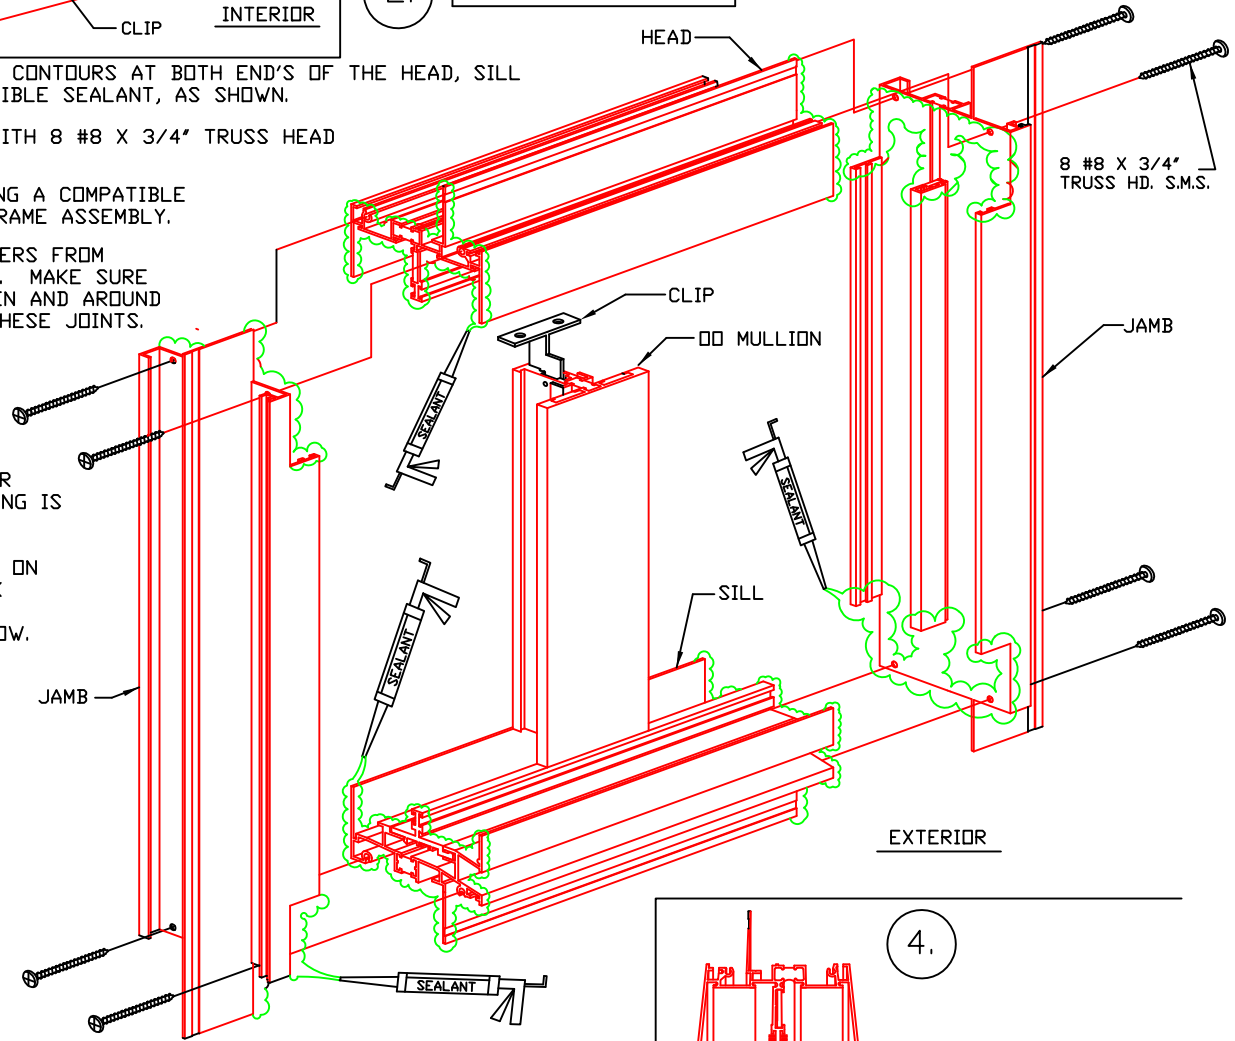 CLIP
INTERIOR
2.
CONTOURS AT BOTH END'S OF THE HEAD, SILL
IBLE SEALANT, AS SHOWN.
ITH 8 #8 X 3/4" TRUSS HEAD
NG A COMPATIBLE
RAME ASSEMBLY.
ERS FROM
. MAKE SURE
EN AND AROUND
HESE JOINTS.
R
NG IS
ON
OW.
HEAD
8 #8 X 3/4"
TRUSS HD. S.M.S.
CLIP
OO MULLION
JAMB
SEALANT
SEALANT
SEALANT
SILL
JAMB
EXTERIOR
SEALANT
4.